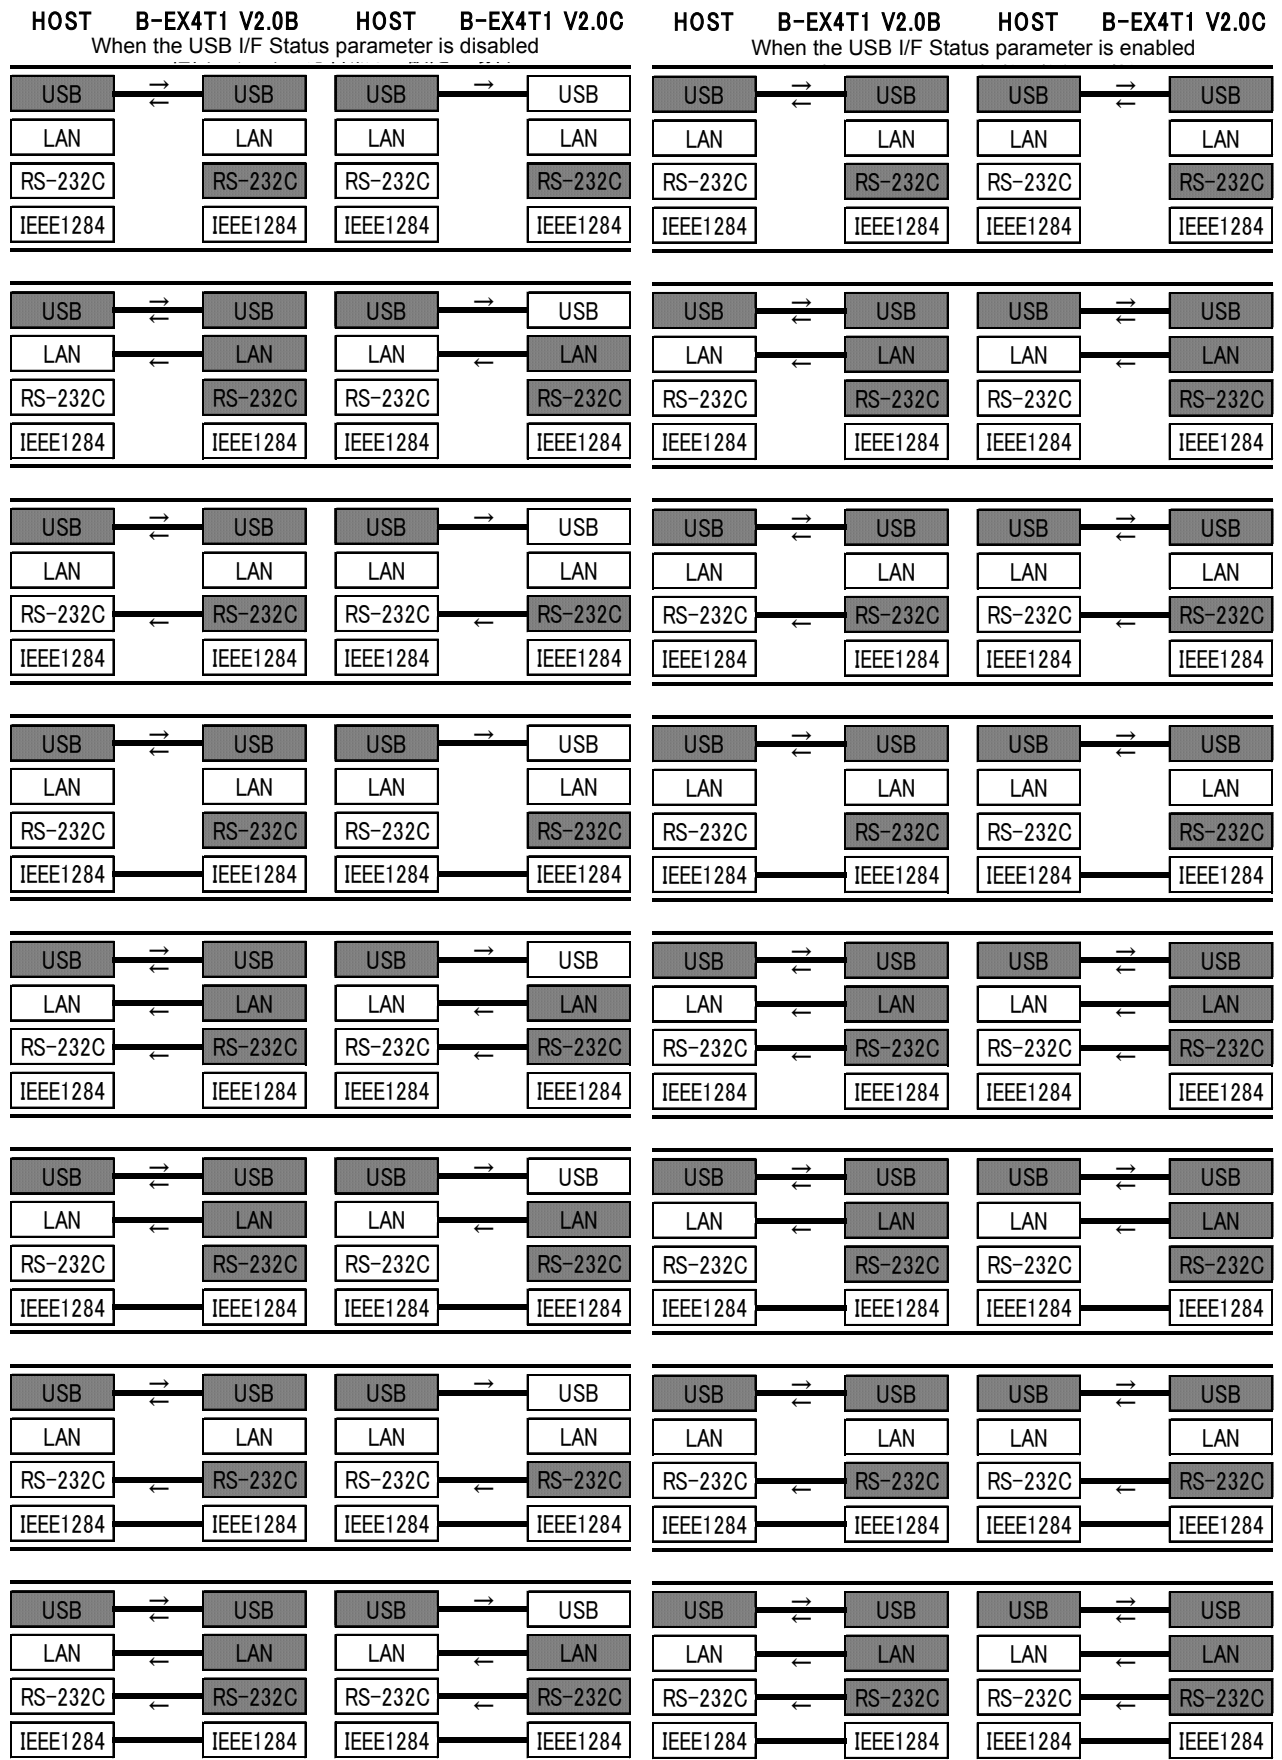 HOST B-EX4T1 V2.0B HOST B-EX4T1 V2.0C HOST B-EX4T1 V2.0B HOST B-EX4T1 V2.0C
When the USB I/F Status parameter is disabled When the USB I/F Status parameter is enabled
USB → ← USB USB → USB USB → ← USB USB → ← USB
LAN LAN LAN LAN LAN LAN LAN LAN
RS-232C RS-232C RS-232C RS-232C RS-232C RS-232C RS-232C RS-232C
IEEE1284 IEEE1284 IEEE1284 IEEE1284 IEEE1284 IEEE1284 IEEE1284 IEEE1284
USB → ← USB USB → USB USB → ← USB USB → ← USB
LAN ← LAN LAN ← LAN LAN ← LAN LAN ← LAN
RS-232C RS-232C RS-232C RS-232C RS-232C RS-232C RS-232C RS-232C
IEEE1284 IEEE1284 IEEE1284 IEEE1284 IEEE1284 IEEE1284 IEEE1284 IEEE1284
USB → ← USB USB → USB USB → ← USB USB → ← USB
LAN LAN LAN LAN LAN LAN LAN LAN
RS-232C ← RS-232C RS-232C ← RS-232C RS-232C ← RS-232C RS-232C ← RS-232C
IEEE1284 IEEE1284 IEEE1284 IEEE1284 IEEE1284 IEEE1284 IEEE1284 IEEE1284
USB → ← USB USB → USB USB → ← USB USB → ← USB
LAN LAN LAN LAN LAN LAN LAN LAN
RS-232C RS-232C RS-232C RS-232C RS-232C RS-232C RS-232C RS-232C
IEEE1284 IEEE1284 IEEE1284 IEEE1284 IEEE1284 IEEE1284 IEEE1284 IEEE1284
USB → ← USB USB → USB USB → ← USB USB → ← USB
LAN ← LAN LAN ← LAN LAN ← LAN LAN ← LAN
RS-232C ← RS-232C RS-232C ← RS-232C RS-232C ← RS-232C RS-232C ← RS-232C
IEEE1284 IEEE1284 IEEE1284 IEEE1284 IEEE1284 IEEE1284 IEEE1284 IEEE1284
USB → ← USB USB → USB USB → ← USB USB → ← USB
LAN ← LAN LAN ← LAN LAN ← LAN LAN ← LAN
RS-232C RS-232C RS-232C RS-232C RS-232C RS-232C RS-232C RS-232C
IEEE1284 IEEE1284 IEEE1284 IEEE1284 IEEE1284 IEEE1284 IEEE1284 IEEE1284
USB → ← USB USB → USB USB → ← USB USB → ← USB
LAN LAN LAN LAN LAN LAN LAN LAN
RS-232C ← RS-232C RS-232C ← RS-232C RS-232C ← RS-232C RS-232C ← RS-232C
IEEE1284 IEEE1284 IEEE1284 IEEE1284 IEEE1284 IEEE1284 IEEE1284 IEEE1284
USB → ← USB USB → USB USB → ← USB USB → ← USB
LAN ← LAN LAN ← LAN LAN ← LAN LAN ← LAN
RS-232C ← RS-232C RS-232C ← RS-232C RS-232C ← RS-232C RS-232C ← RS-232C
IEEE1284 IEEE1284 IEEE1284 IEEE1284 IEEE1284 IEEE1284 IEEE1284 IEEE1284